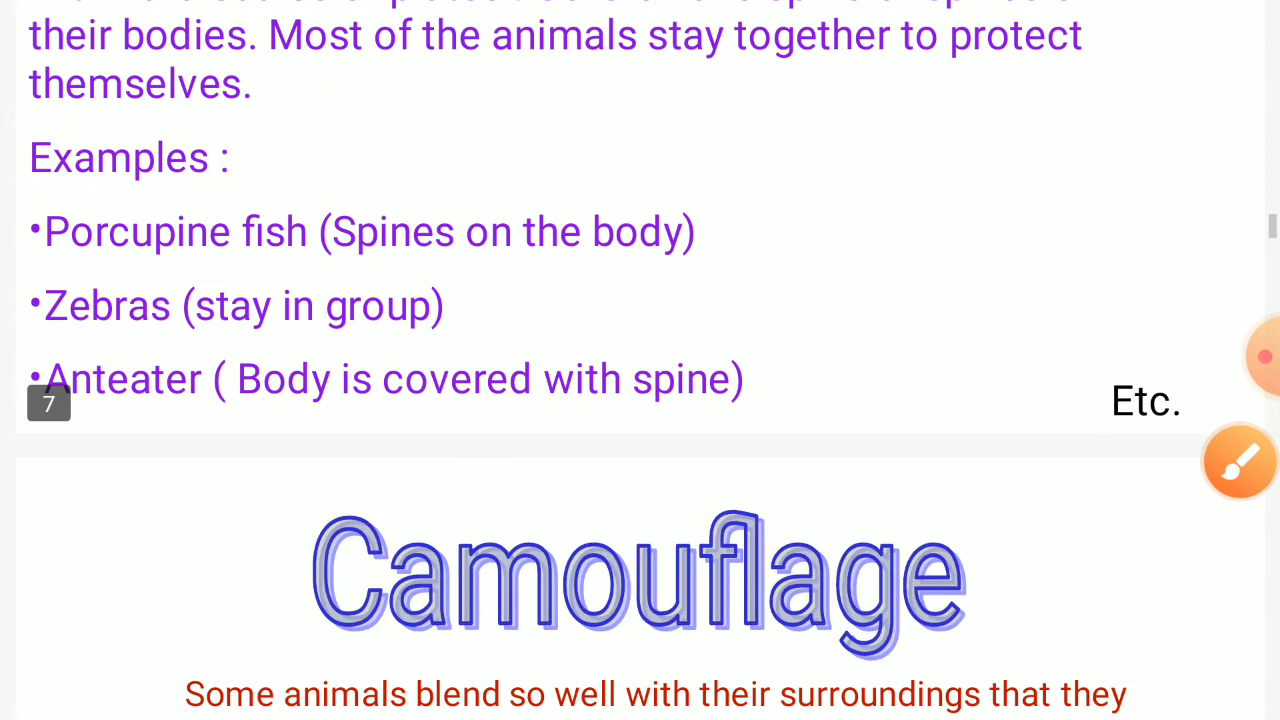 their bodies. Most of the animals stay together to protect
themselves.
Examples :
•Porcupine fish (Spines on the body)
•Zebras (stay in group)
•Anteater ( Body is covered with spine)
7
Etc.
Camouflage
Some animals blend so well with their surroundings that they